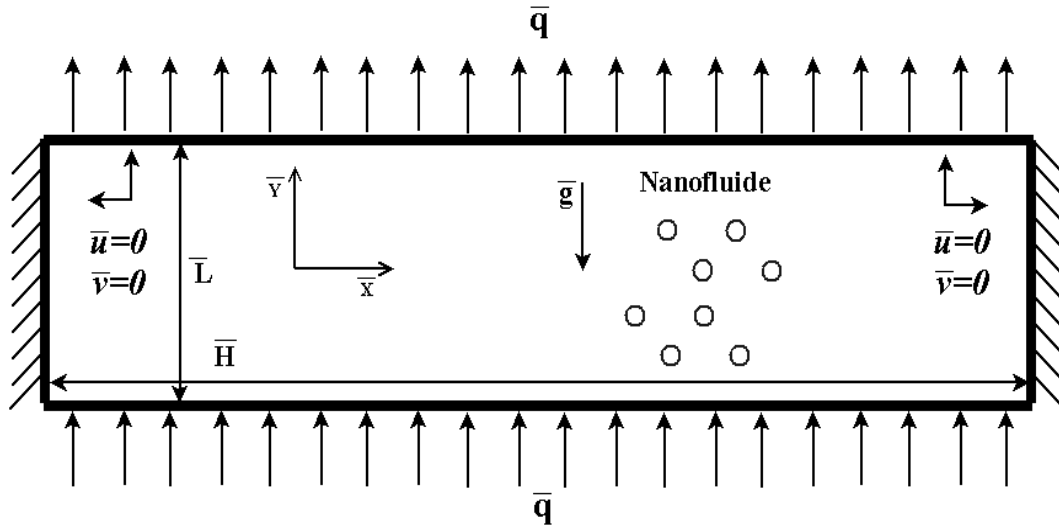 q̅
Y̅
g̅
Nanofluide
u̅=0
v̅=0
L̅
X̅
u̅=0
v̅=0
H̅
q̅